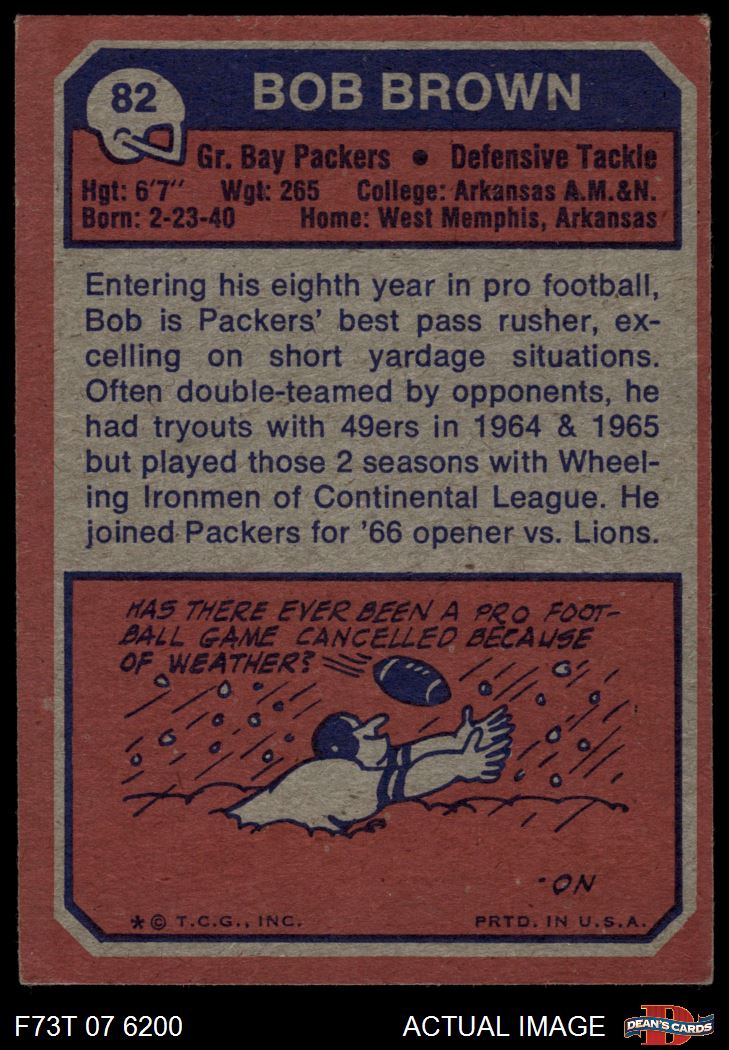 82
BOB BROWN
Gr. Bay Packers • Defensive Tackle
Hgt: 6'7" Wgt: 265 College: Arkansas A.M.&N.
Born: 2-23-40 Home: West Memphis, Arkansas
Entering his eighth year in pro football,
Bob is Packers' best pass rusher, ex-
celling on short yardage situations.
Often double-teamed by opponents, he
had tryouts with 49ers in 1964 & 1965
but played those 2 seasons with Wheel-
ing Ironmen of Continental League. He
joined Packers for '66 opener vs. Lions.
HAS THERE EVER BEEN A PRO FOOT-
BALL GAME CANCELLED BECAUSE
OF WEATHER?
·ON
* © T.C.G., INC. PRTD. IN U.S.A.
F73T 07 6200 ACTUAL IMAGE D DEAN'S CARDS